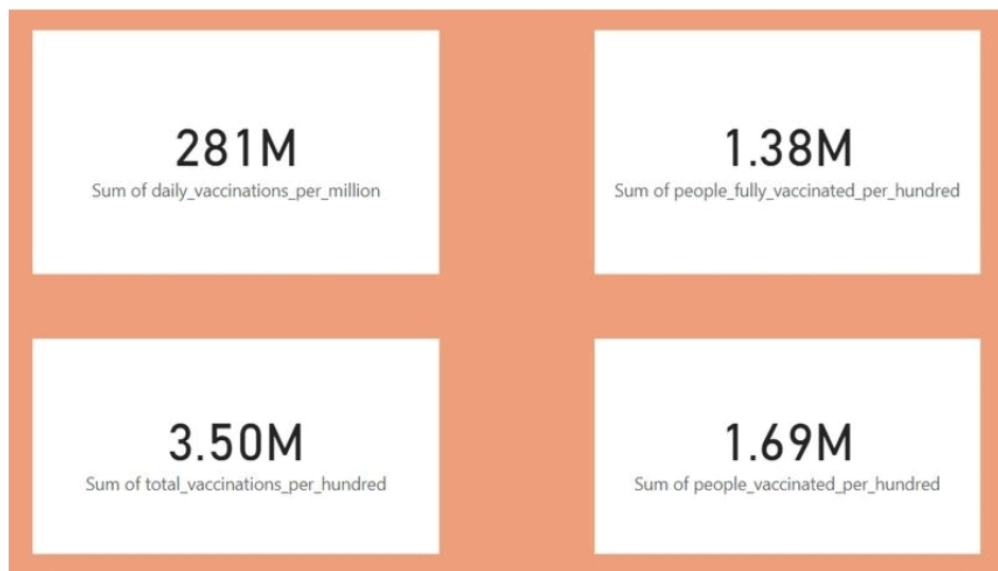 281M
Sum of daily_vaccinations_per_million
1.38M
Sum of people_fully_vaccinated_per_hundred
3.50M
Sum of total_vaccinations_per_hundred
1.69M
Sum of people_vaccinated_per_hundred